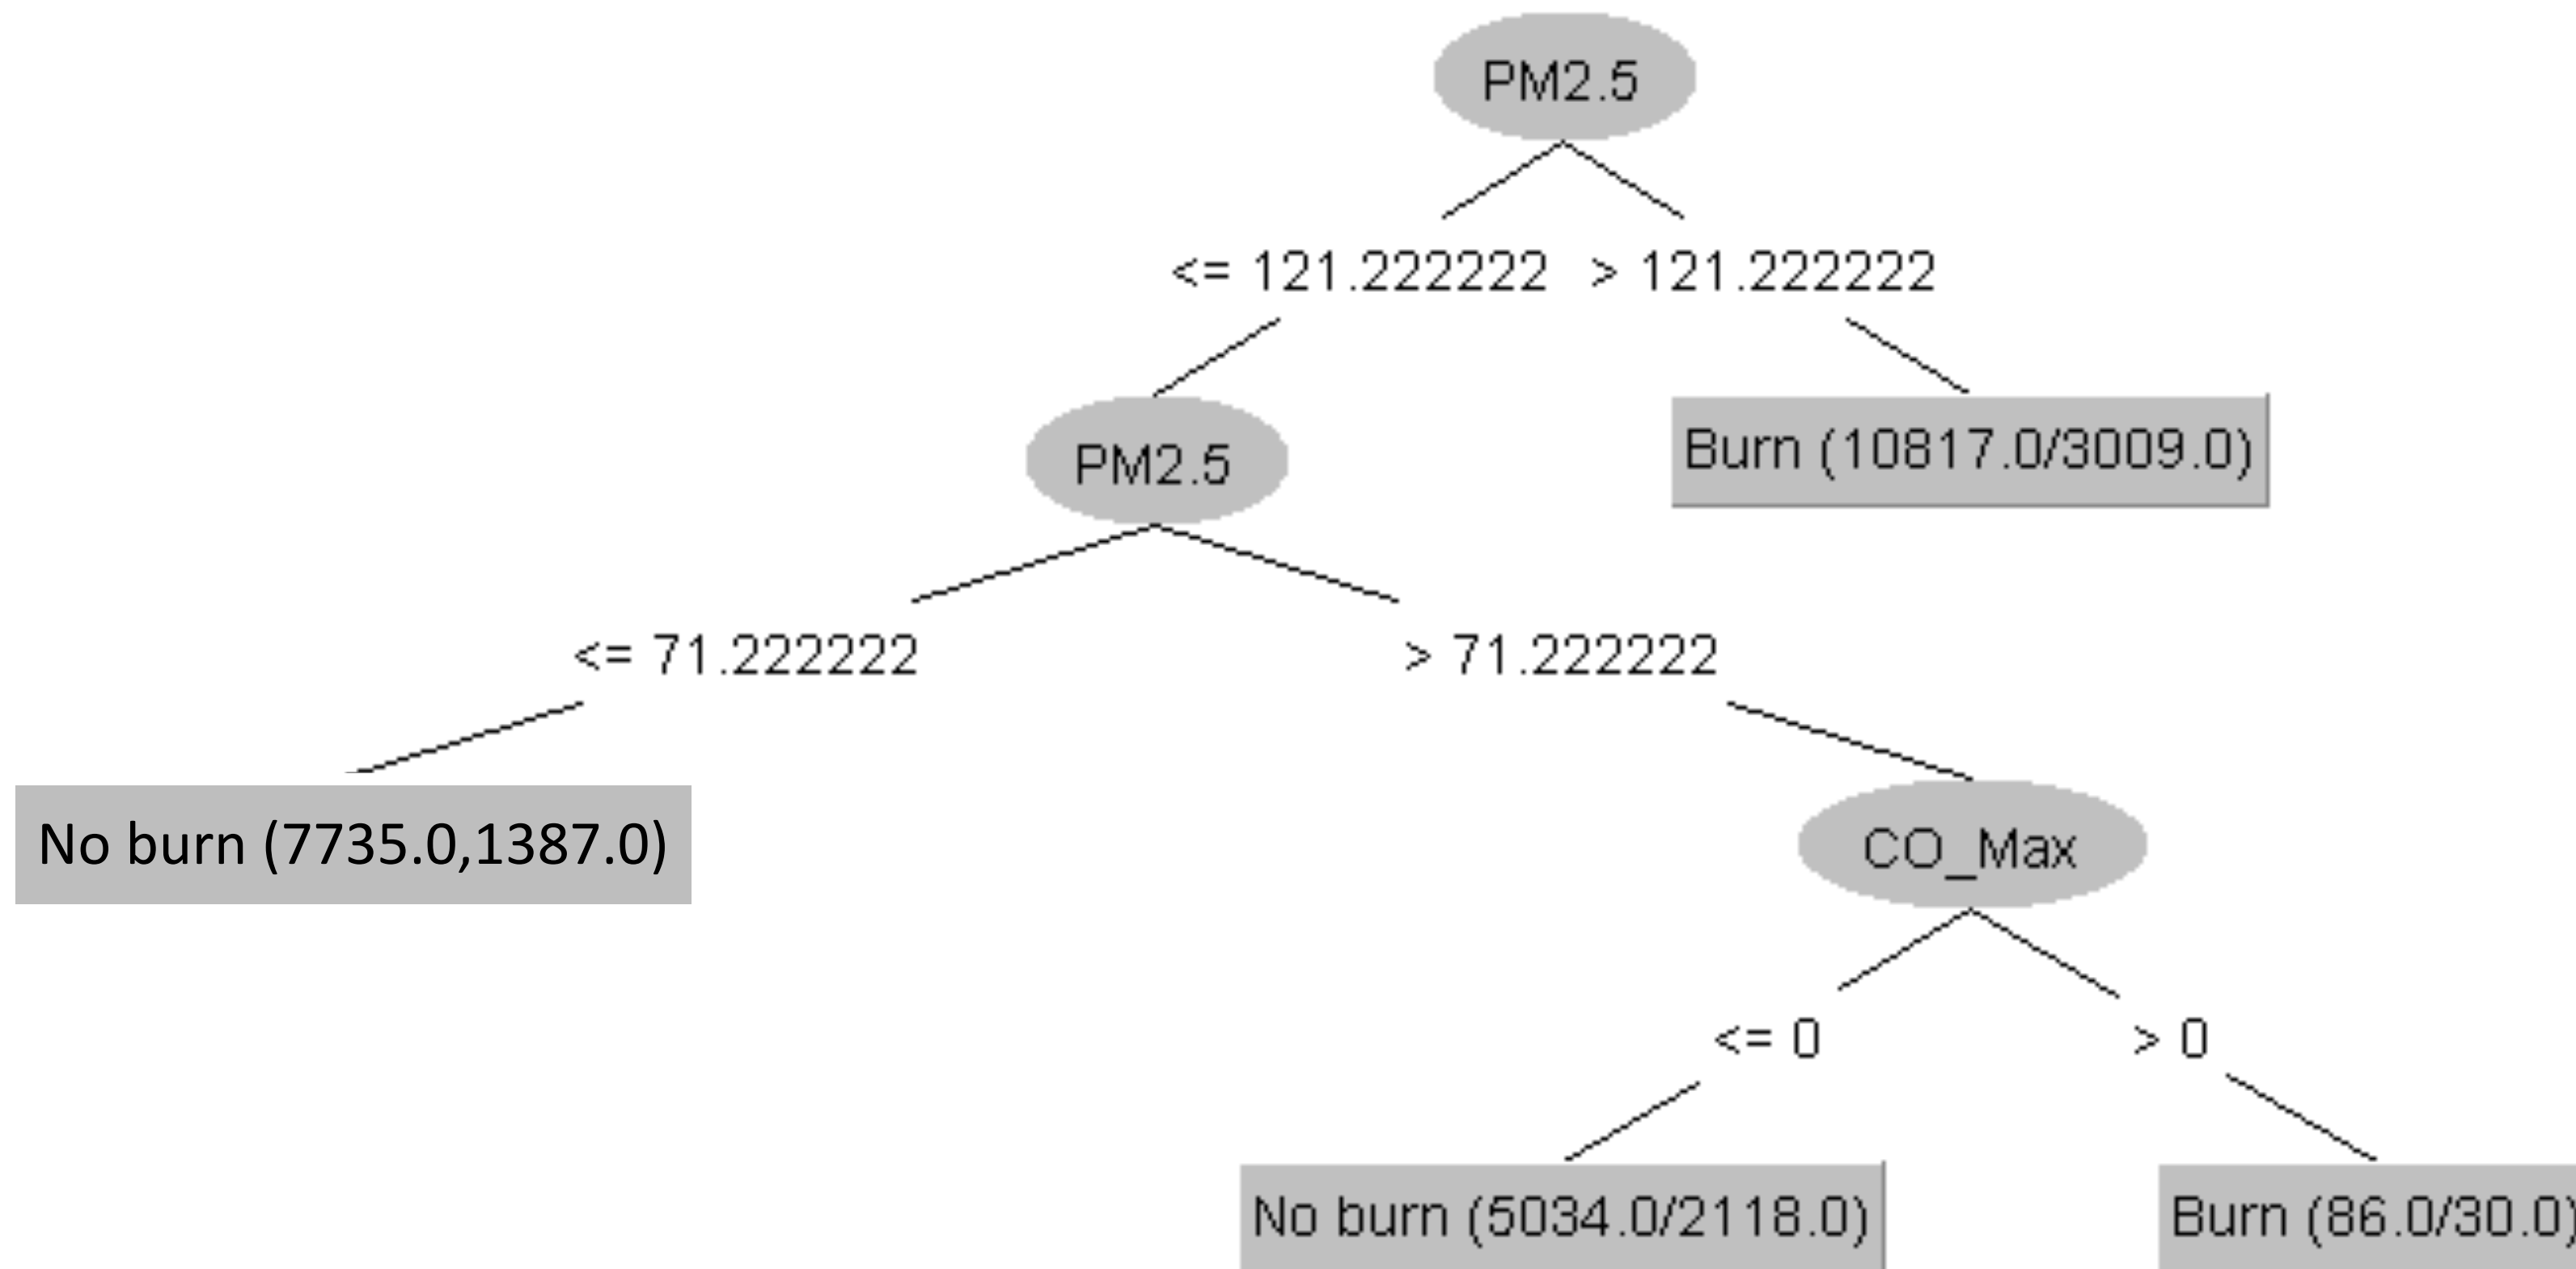 PM2.5
<= 121.222222
> 121.222222
PM2.5
Burn (10817.0/3009.0)
<= 71.222222
> 71.222222
No burn (7735.0,1387.0)
CO_Max
<= 0
> 0
No burn (5034.0/2118.0)
Burn (86.0/30.0)